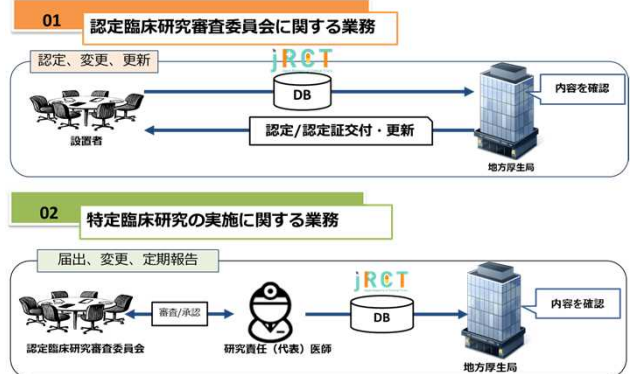 01
認定臨床研究審査委員会に関する業務
認定、変更、更新
jRCT
DB
内容を確認
設置者
認定/認定証交付・更新
地方厚生局
02
特定臨床研究の実施に関する業務
届出、変更、定期報告
jRCT
審査/承認
DB
内容を確認
認定臨床研究審査委員会
研究責任（代表）医師
地方厚生局